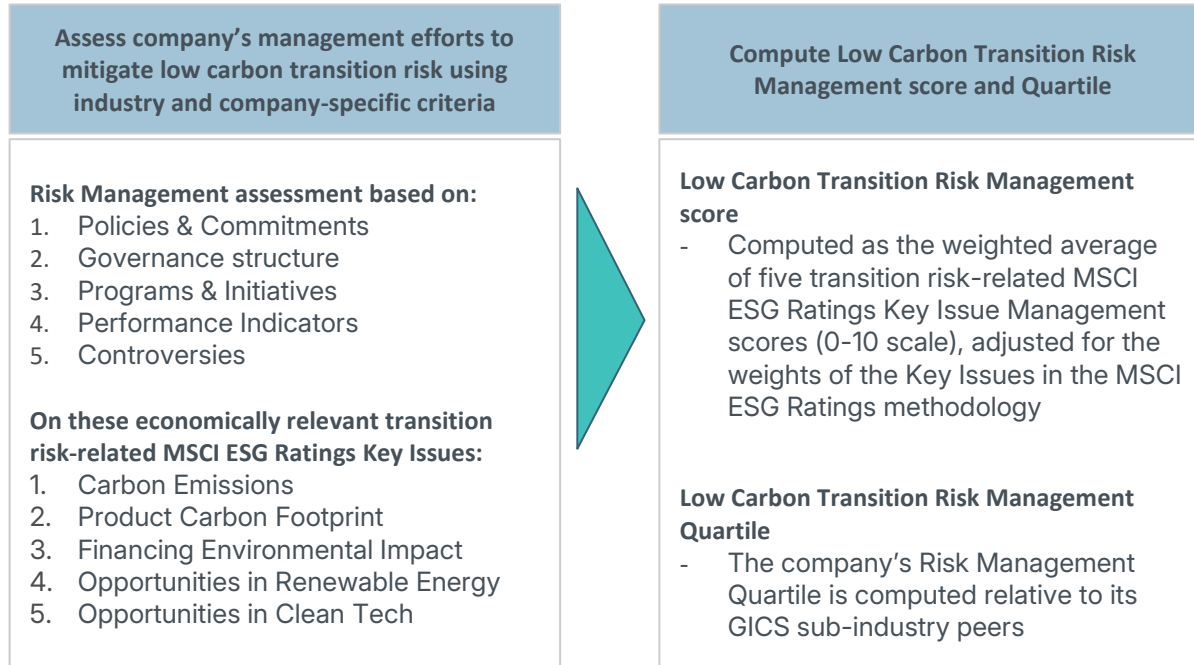 Assess company’s management efforts to
mitigate low carbon transition risk using
industry and company-specific criteria
Risk Management assessment based on:
1. Policies & Commitments
2. Governance structure
3. Programs & Initiatives
4. Performance Indicators
5. Controversies
On these economically relevant transition
risk-related MSCI ESG Ratings Key Issues:
1. Carbon Emissions
2. Product Carbon Footprint
3. Financing Environmental Impact
4. Opportunities in Renewable Energy
5. Opportunities in Clean Tech
Compute Low Carbon Transition Risk
Management score and Quartile
Low Carbon Transition Risk Management
score
- Computed as the weighted average
of five transition risk-related MSCI
ESG Ratings Key Issue Management
scores (0-10 scale), adjusted for the
weights of the Key Issues in the MSCI
ESG Ratings methodology
Low Carbon Transition Risk Management
Quartile
- The company’s Risk Management
Quartile is computed relative to its
GICS sub-industry peers